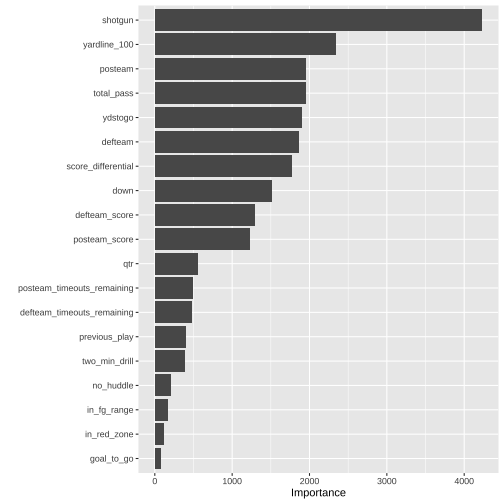 shotgun
yardline_100
posteam
total_pass
ydstogo
defteam
score_differential
down
defteam_score
posteam_score
qtr
posteam_timeouts_remaining
defteam_timeouts_remaining
previous_play
two_min_drill
no_huddle
in_fg_range
in_red_zone
goal_to_go
0 1000 2000 3000 4000
Importance